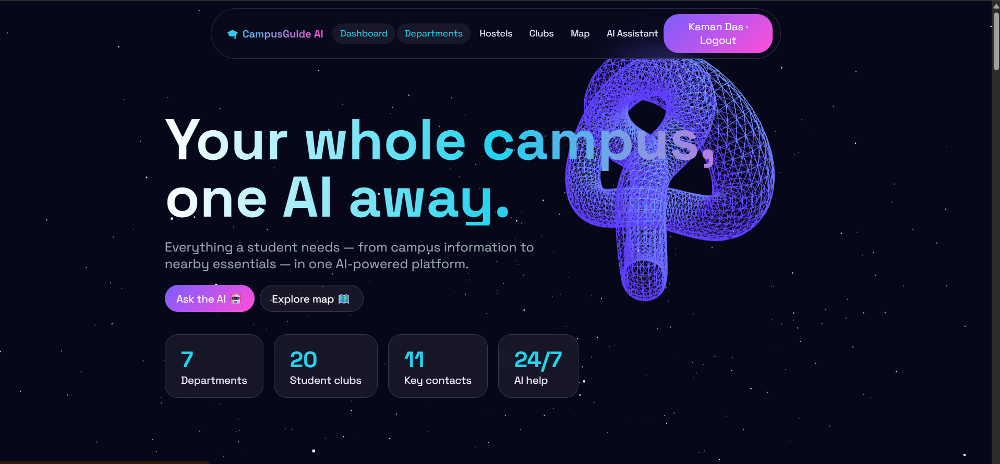 CampusGuide AI
Dashboard
Departments
Hostels
Clubs
Map
AI Assistant
Kaman Das ·
Logout
Your whole campus,
one AI away.
Everything a student needs — from campus information to
nearby essentials — in one AI-powered platform.
Ask the AI
Explore map
7
Departments
20
Student clubs
11
Key contacts
24/7
AI help